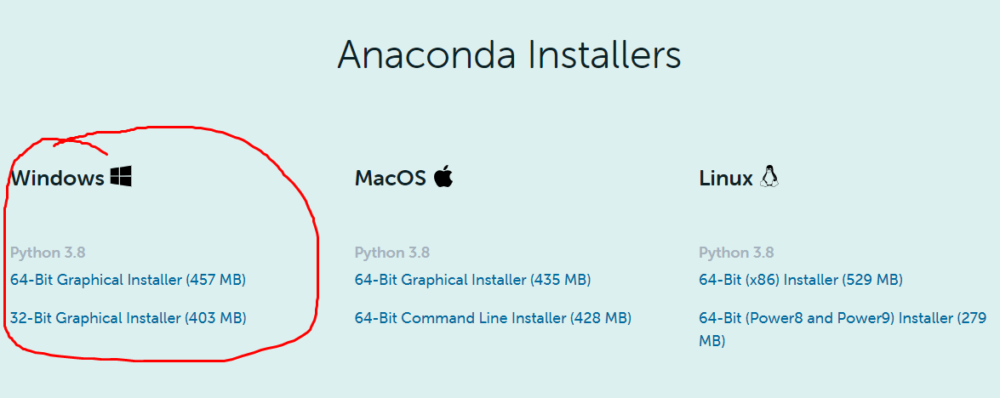 Anaconda Installers
Windows
Python 3.8
64-Bit Graphical Installer (457 MB)
32-Bit Graphical Installer (403 MB)
MacOS
Python 3.8
64-Bit Graphical Installer (435 MB)
64-Bit Command Line Installer (428 MB)
Linux
Python 3.8
64-Bit (x86) Installer (529 MB)
64-Bit (Power8 and Power9) Installer (279
MB)